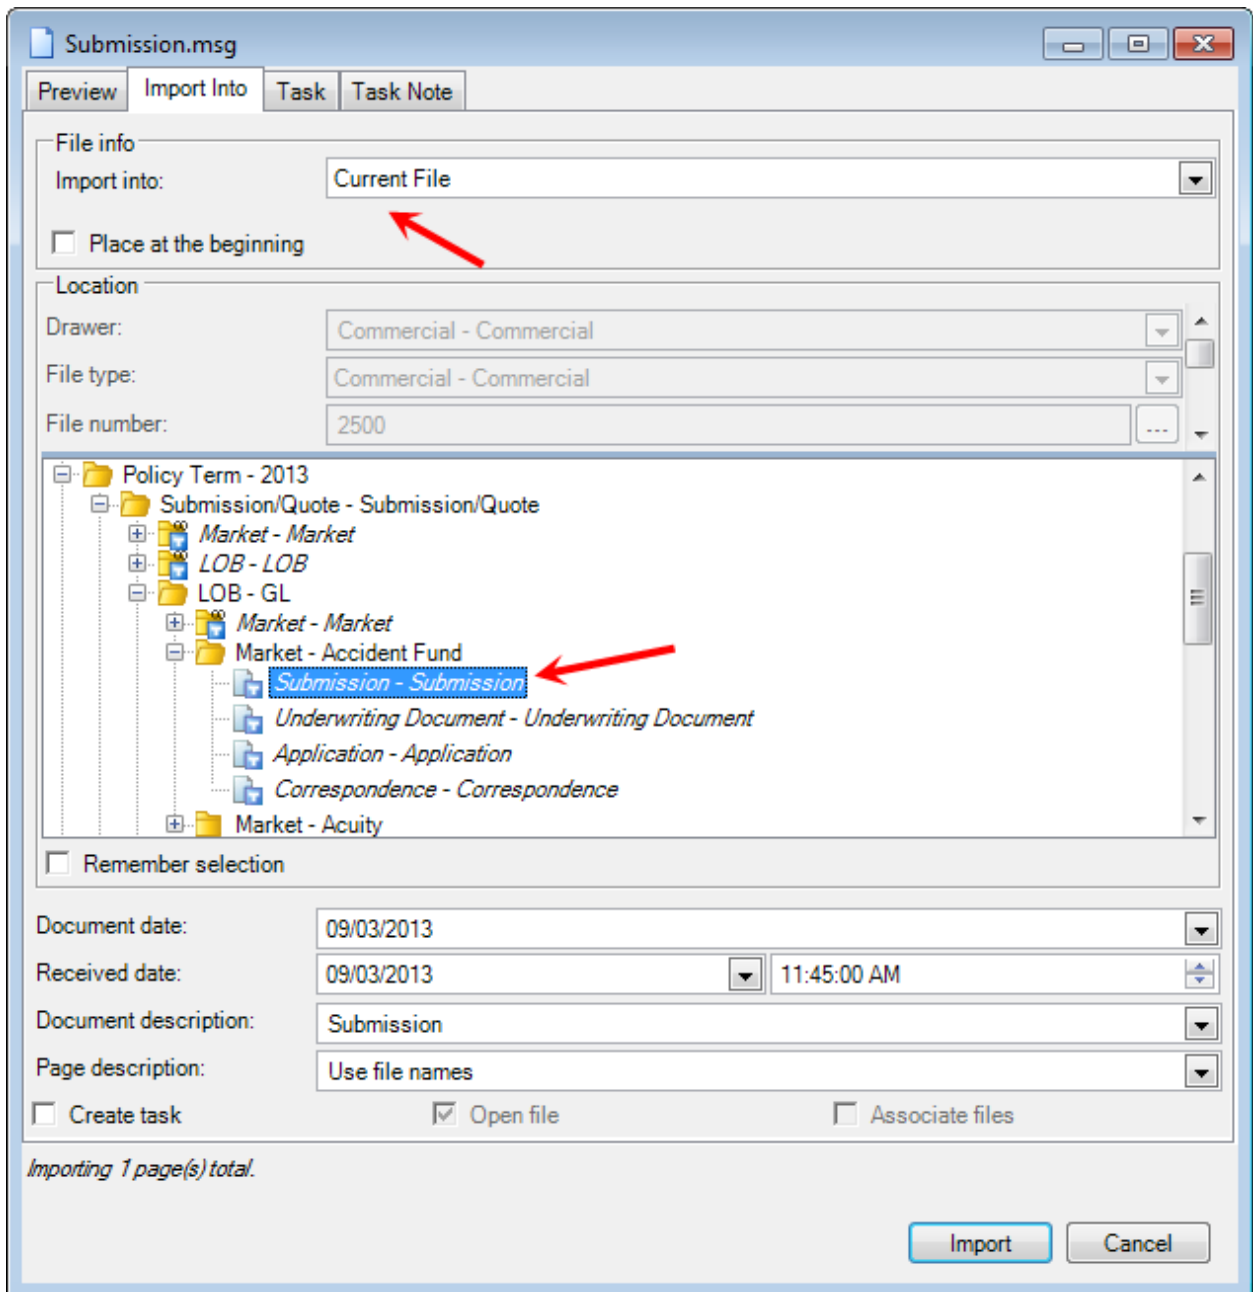 Submission.msg
Preview Import Into Task Task Note
File info
Import into: Current File
Place at the beginning
Location
Drawer: Commercial - Commercial
File type: Commercial - Commercial
File number: 2500 ...
Policy Term - 2013
Submission/Quote - Submission/Quote
Market - Market
LOB - LOB
LOB - GL
Market - Market
Market - Accident Fund
Submission - Submission
Underwriting Document - Underwriting Document
Application - Application
Correspondence - Correspondence
Market - Acuity
Remember selection
Document date: 09/03/2013
Received date: 09/03/2013 11:45:00 AM
Document description: Submission
Page description: Use file names
Create task Open file Associate files
Importing 1 page(s) total.
Import Cancel